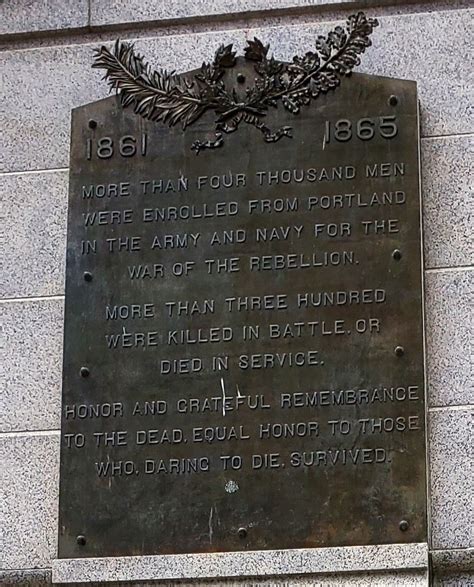 1861 1865
MORE THAN FOUR THOUSAND MEN
WERE ENROLLED FROM PORTLAND
IN THE ARMY AND NAVY FOR THE
WAR OF THE REBELLION.
MORE THAN THREE HUNDRED
WERE KILLED IN BATTLE, OR
DIED IN SERVICE.
HONOR AND GRATEFUL REMEMBRANCE
TO THE DEAD, EQUAL HONOR TO THOSE
WHO, DARING TO DIE, SURVIVED.